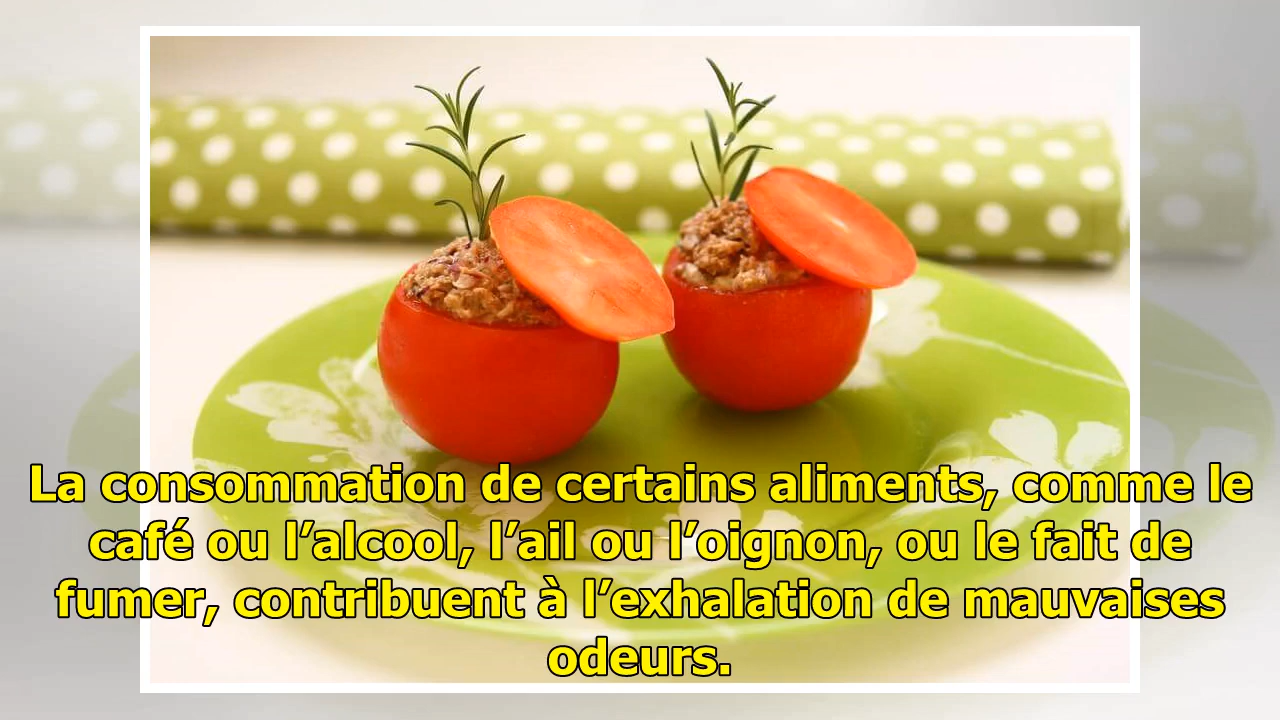 La consommation de certains aliments, comme le
café ou l’alcool, l’ail ou l’oignon, ou le fait de
fumer, contribuent à l’exhalation de mauvaises
odeurs.